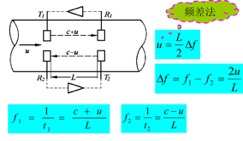 频差法
T₁
R₁
c+u
u
c-u
R₂
L
T₂
u = L/2 Δf
Δf = f₁ - f₂ = 2u/L
f₁ = 1/t₁ = (c + u)/L
f₂ = 1/t₂ = (c - u)/L